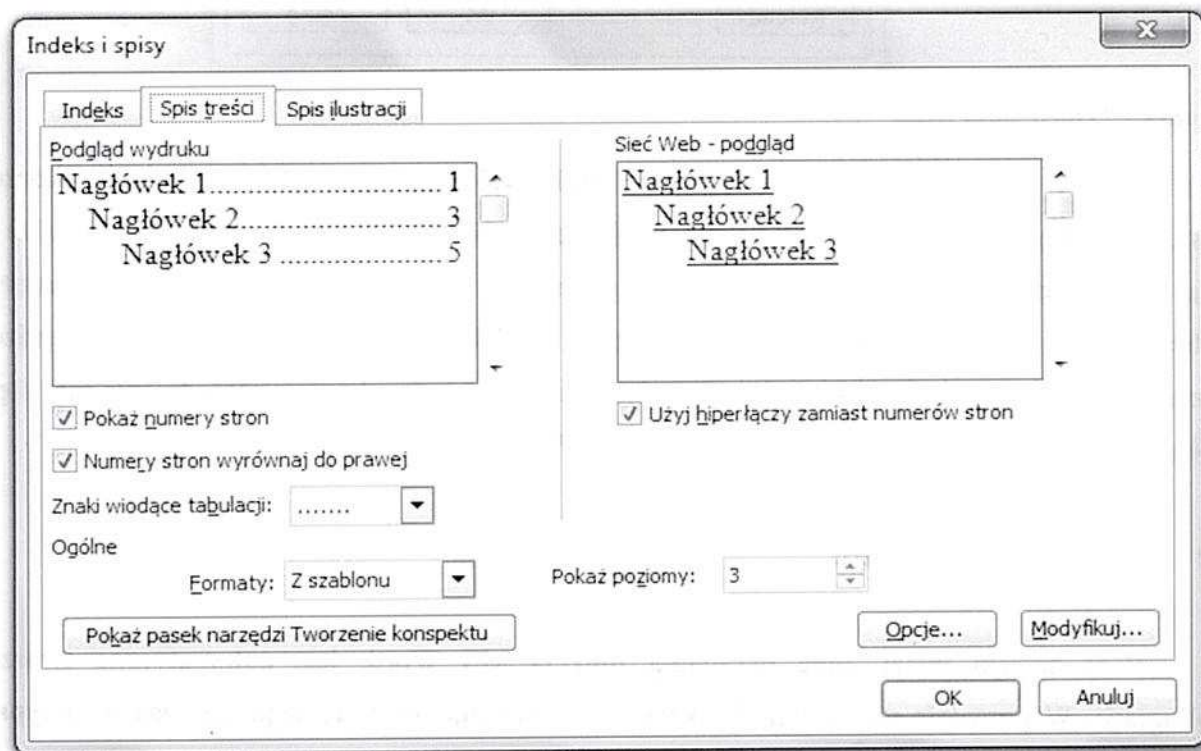 Indeks i spisy
Indeks Spis treści Spis ilustracji
Podgląd wydruku
Nagłówek 1............................... 1
Nagłówek 2........................... 3
Nagłówek 3 ...................... 5
Sieć Web - podgląd
Nagłówek 1
Nagłówek 2
Nagłówek 3
Pokaż numery stron
Numery stron wyrównaj do prawej
Znaki wiodące tabulacji: .......
Użyj hiperłączy zamiast numerów stron
Ogólne
Formaty: Z szablonu Pokaż poziomy: 3
Pokaż pasek narzędzi Tworzenie konspektu Opcje... Modyfikuj...
OK Anuluj